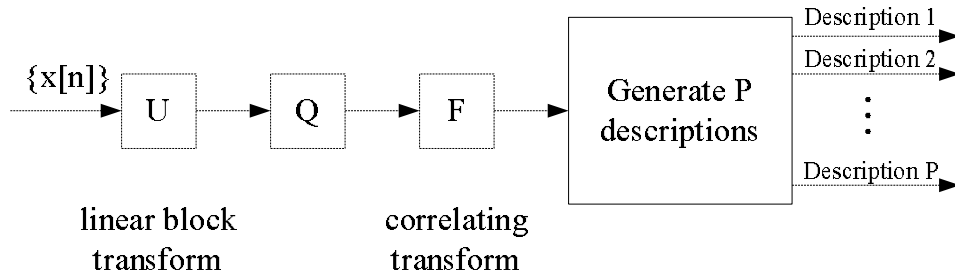 {x[n]}
U
Q
F
Generate P
descriptions
Description 1
Description 2
Description P
linear block
transform
correlating
transform